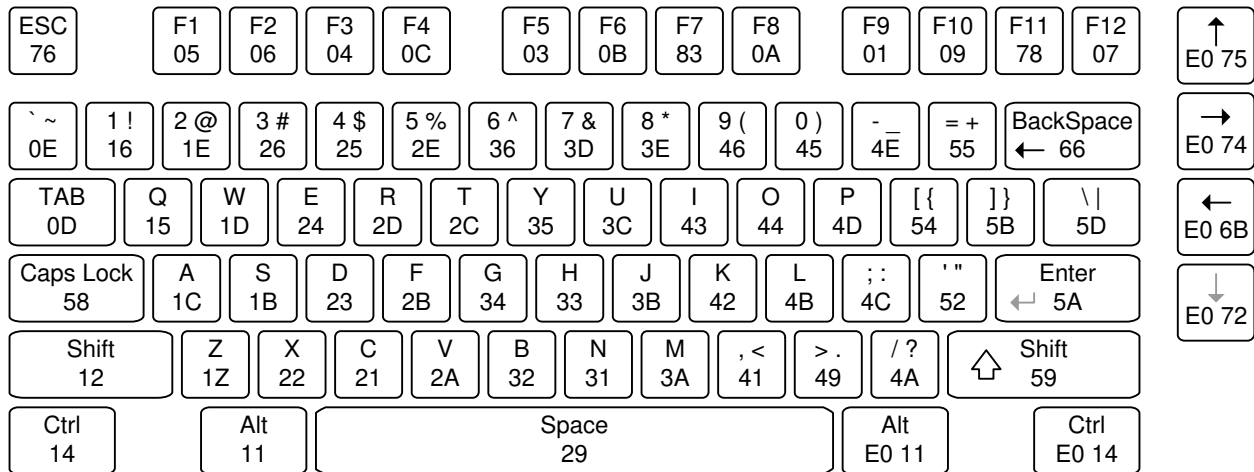 ESC F1 F2 F3 F4 F5 F6 F7 F8 F9 F10 F11 F12
76 05 06 04 0C 03 0B 83 0A 01 09 78 07
E0 75
` ~ 1 ! 2 @ 3 # 4 $ 5 % 6 ^ 7 & 8 * 9 ( 0 ) - _ = + BackSpace
0E 16 1E 26 25 2E 36 3D 3E 46 45 4E 55 66
E0 74
TAB Q W E R T Y U I O P [ { ] } \ |
0D 15 1D 24 2D 2C 35 3C 43 44 4D 54 5B 5D
E0 6B
Caps Lock A S D F G H J K L ; : ' " Enter
58 1C 1B 23 2B 34 33 3B 42 4B 4C 52 5A
E0 72
Shift Z X C V B N M , < > . / ? Shift
12 1Z 22 21 2A 32 31 3A 41 49 4A 59
Ctrl Alt Space Alt Ctrl
14 11 29 E0 11 E0 14